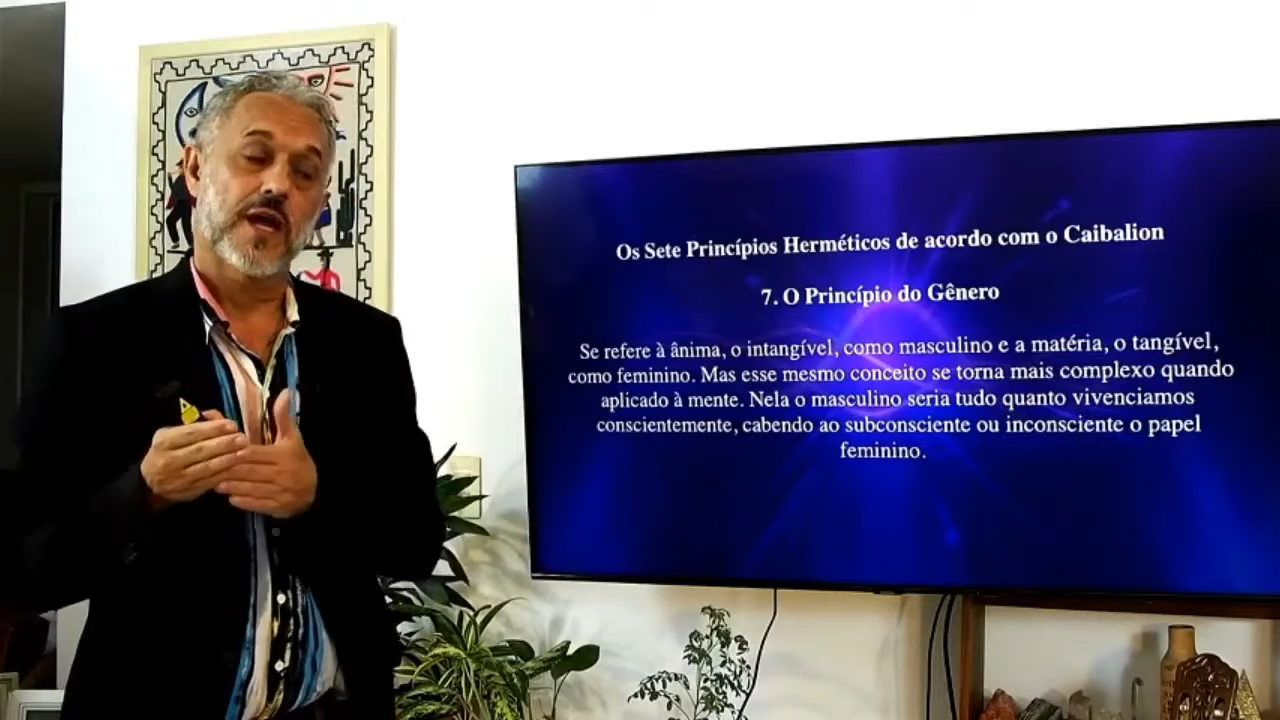 Os Sete Princípios Herméticos de acordo com o Caibalion
7. O Princípio do Gênero
Se refere à ânima, o intangível, como masculino e a matéria, o tangível,
como feminino. Mas esse mesmo conceito se torna mais complexo quando
aplicado à mente. Nela o masculino seria tudo quanto vivenciamos
conscientemente, cabendo ao subconsciente ou inconsciente o papel
feminino.